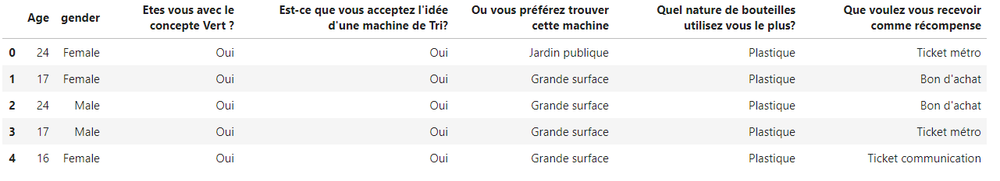 Age gender Etes vous avec le concepte Vert ? Est-ce que vous acceptez l'idée d'une machine de Tri? Ou vous préférez trouver cette machine Quel nature de bouteilles utilisez vous le plus? Que voulez vous recevoir comme récompense
0 24 Female Oui Oui Jardin publique Plastique Ticket métro
1 17 Female Oui Oui Grande surface Plastique Bon d'achat
2 24 Male Oui Oui Grande surface Plastique Bon d'achat
3 17 Male Oui Oui Grande surface Plastique Ticket métro
4 16 Female Oui Oui Grande surface Plastique Ticket communication